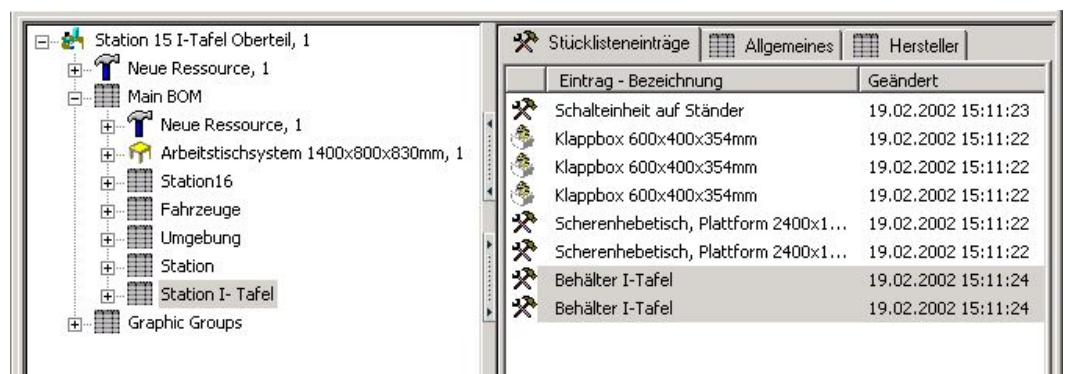 Station 15 I-Tafel Oberteil, 1
Neue Ressource, 1
Main BOM
Neue Ressource, 1
Arbeitstischsystem 1400x800x830mm, 1
Station16
Fahrzeuge
Umgebung
Station
Station I- Tafel
Graphic Groups
Stücklisteneinträge Allgemeines Hersteller
Eintrag - Bezeichnung Geändert
Schalteinheit auf Ständer 19.02.2002 15:11:23
Klappbox 600x400x354mm 19.02.2002 15:11:22
Klappbox 600x400x354mm 19.02.2002 15:11:22
Klappbox 600x400x354mm 19.02.2002 15:11:22
Scherenhebetisch, Plattform 2400x1... 19.02.2002 15:11:22
Scherenhebetisch, Plattform 2400x1... 19.02.2002 15:11:22
Behälter I-Tafel 19.02.2002 15:11:24
Behälter I-Tafel 19.02.2002 15:11:24